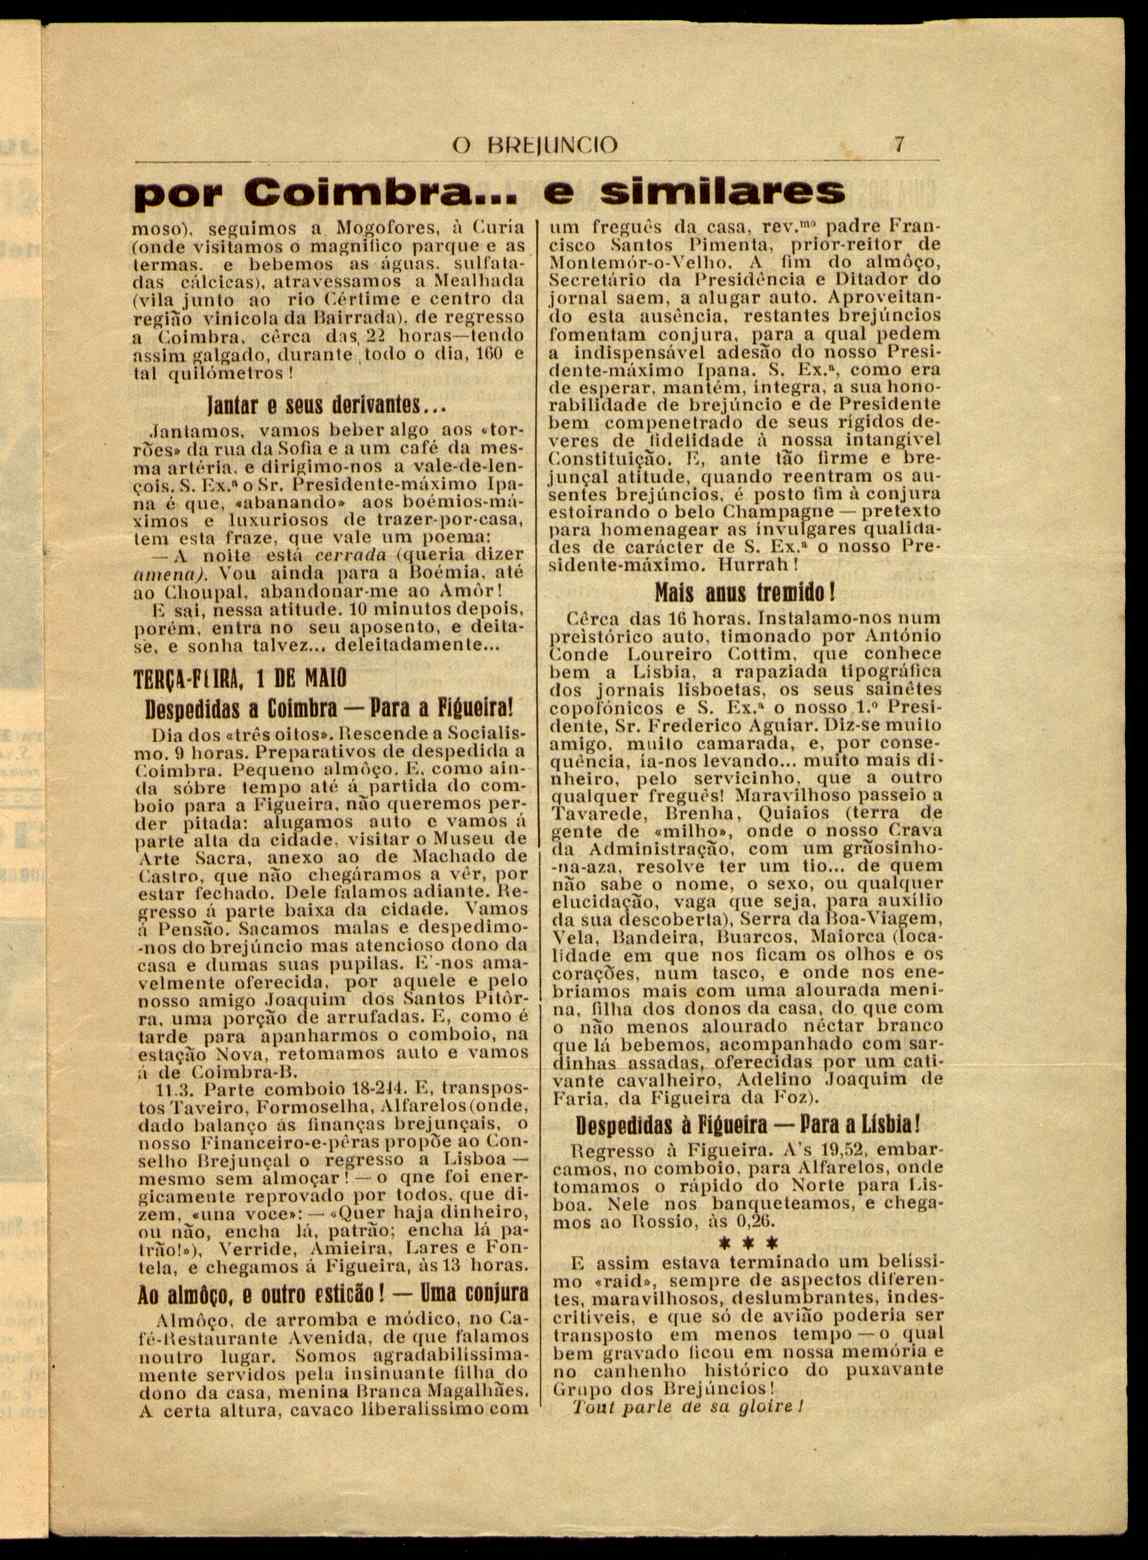 O BREJUNCIO 7
por Coimbra... e similares
moso), seguimos a Mogofores, à Curia
(onde visitamos o magnifico parque e as
termas, e bebemos as águas, sulfata-
das cálcicas), atravessamos a Mealhada
(vila junto ao rio Cértime e centro da
região vinicola da Bairrada), de regresso
a Coimbra, cêrca das 22 horas—tendo
assim galgado, durante todo o dia, 160 e
tal quilómetros!
Jantar e seus derivantes...
Jantamos, vamos beber algo aos «tor-
rões» da rua da Sofia e a um café da mes-
ma artéria, e dirigimo-nos a vale-de-len-
çois. S. Ex.ª o Sr. Presidente-máximo Ipa-
na é que, «abanando» aos boémios-má-
ximos e luxuriosos de trazer-por-casa,
tem esta fraze, que vale um poema:
— A noite está cerrada (queria dizer
amena). Vou ainda para a Boémia, até
ao Choupal, abandonar-me ao Amôr!
E sai, nessa atitude. 10 minutos depois,
porém, entra no seu aposento, e deita-
se, e sonha talvez... deleitadamente...
TERÇA-FEIRA, 1 DE MAIO
Despedidas a Coimbra — Para a Figueira!
Dia dos «três oitos». Rescende a Socialis-
mo. 9 horas. Preparativos de despedida a
Coimbra. Pequeno almôço. E, como ain-
da sóbre tempo até á partida do com-
boio para a Figueira, não queremos per-
der pitada: alugamos auto e vamos á
parte alta da cidade, visitar o Museu de
Arte Sacra, anexo ao de Machado de
Castro, que não chegáramos a vêr, por
estar fechado. Dele falamos adiante. Re-
gresso á parte baixa da cidade. Vamos
á Pensão. Sacamos malas e despedimo-
-nos do brejúncio mas atencioso dono da
casa e dumas suas pupilas. E'-nos ama-
velmente oferecida, por aquele e pelo
nosso amigo Joaquim dos Santos Pitôr-
ra, uma porção de arrufadas. E, como é
tarde para apanharmos o comboio, na
estação Nova, retomamos auto e vamos
á de Coimbra-B.
11.3. Parte comboio 18-244. E, transpos-
tos Taveiro, Formoselha, Alfarelos (onde,
dado balanço ás finanças brejunçais, o
nosso Financeiro-e-pêras propõe ao Con-
selho Brejunçal o regresso a Lisboa —
mesmo sem almoçar! — o qne foi ener-
gicamente reprovado por todos, que di-
zem, «una voce»: — «Quer haja dinheiro,
ou não, encha lá, patrão; encha lá pa-
trão!»), Verride, Amieira, Lares e Fon-
tela, e chegamos á Figueira, às 13 horas.
Ao almôço, e outro esticão! — Uma conjura
Almôço, de arromba e módico, no Ca-
fé-Restaurante Avenida, de que falamos
noutro lugar. Somos agradabilissima-
mente servidos pela insinuante filha do
dono da casa, menina Branca Magalhães.
A certa altura, cavaco liberalissimo com
um freguês da casa, rev.mo padre Fran-
cisco Santos Pimenta, prior-reitor de
Montemór-o-Velho. A fim do almôço,
Secretário da Presidência e Ditador do
jornal saem, a alugar auto. Aproveitan-
do esta ausência, restantes brejúncios
fomentam conjura, para a qual pedem
a indispensável adesão do nosso Presi-
dente-máximo Ipana. S. Ex.ª, como era
de esperar, mantém, integra, a sua hono-
rabilidade de brejúncio e de Presidente
bem compenetrado de seus rígidos de-
veres de fidelidade à nossa intangível
Constituição. E, ante tão firme e bre-
junçal atitude, quando reentram os au-
sentes brejúncios, é posto fim à conjura
estoirando o belo Champagne — pretexto
para homenagear as invulgares qualida-
des de carácter de S. Ex.ª o nosso Pre-
sidente-máximo. Hurrah!
Mais anus tremido!
Cêrca das 16 horas. Instalamo-nos num
preistórico auto, timonado por António
Conde Loureiro Cottim, que conhece
bem a Lisbia, a rapaziada tipográfica
dos jornais lisboetas, os seus sainêtes
copofónicos e S. Ex.ª o nosso 1.º Presi-
dente, Sr. Frederico Aguiar. Diz-se muito
amigo, muito camarada, e, por conse-
quência, ia-nos levando... muito mais di-
nheiro, pelo servicinho, que a outro
qualquer freguês! Maravilhoso passeio a
Tavarede, Brenha, Quiaios (terra de
gente de «milho», onde o nosso Crava
da Administração, com um grãosinho-
-na-aza, resolve ter um tio... de quem
não sabe o nome, o sexo, ou qualquer
elucidação, vaga que seja, para auxílio
da sua descoberta), Serra da Boa-Viagem,
Vela, Bandeira, Buarcos, Maiorca (loca-
lidade em que nos ficam os olhos e os
corações, num tasco, e onde nos ene-
briamos mais com uma alourada meni-
na, filha dos donos da casa, do que com
o não menos alourado néctar branco
que lá bebemos, acompanhado com sar-
dinhas assadas, oferecidas por um cati-
vante cavalheiro, Adelino Joaquim de
Faria, da Figueira da Foz).
Despedidas à Figueira — Para a Lísbia!
Regresso à Figueira. A's 19,52, embar-
camos, no comboio, para Alfarelos, onde
tomamos o rápido do Norte para Lis-
boa. Nele nos banqueteamos, e chega-
mos ao Rossio, às 0,26.
* * *
E assim estava terminado um belíssi-
mo «raid», sempre de aspectos diferen-
tes, maravilhosos, deslumbrantes, indes-
critiveis, e que só de avião poderia ser
transposto em menos tempo — o qual
bem gravado ficou em nossa memória e
no canhenho histórico do puxavante
Grupo dos Brejúncios!
Tout parle de sa gloire!